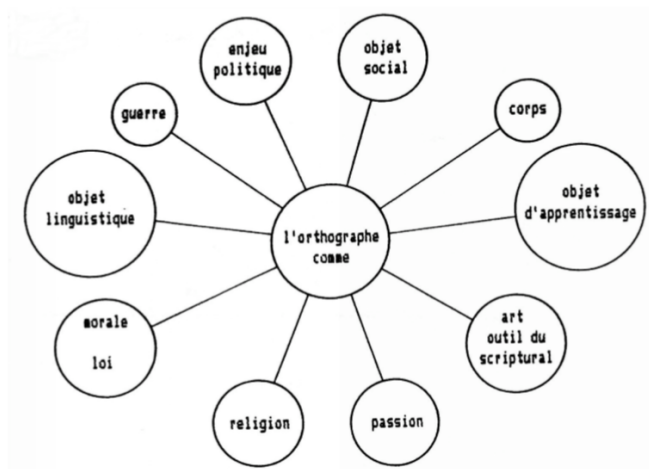 enjeu
politique
objet
social
guerre
corps
objet
linguistique
objet
d'apprentissage
l'orthographe
comme
morale
loi
art
outil du
scriptural
religion
passion